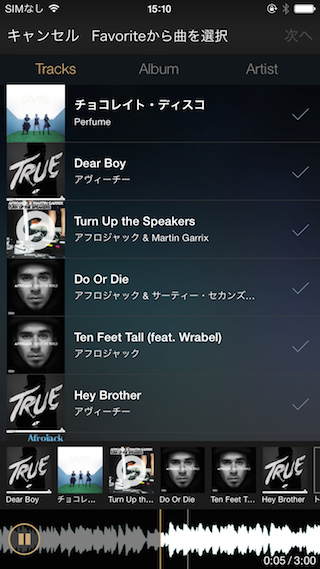 SIMなし 15:10
キャンセル Favoriteから曲を選択 次へ
Tracks Album Artist
チョコレイト・ディスコ
Perfume
TRUE
Dear Boy
アヴィーチー
AFROJACK & MARTIN GARRIX
Turn Up the Speakers
アフロジャック & Martin Garrix
Do Or Die
アフロジャック & サーティー・セカンズ…
Ten Feet Tall (feat. Wrabel)
アフロジャック
TRUE
Hey Brother
アヴィーチー
Afrojack
TRUE
TRUE
Dear Boy チョコレ… Turn Up th… Do Or Die Ten Feet T… Hey Brother
0:05 / 3:00